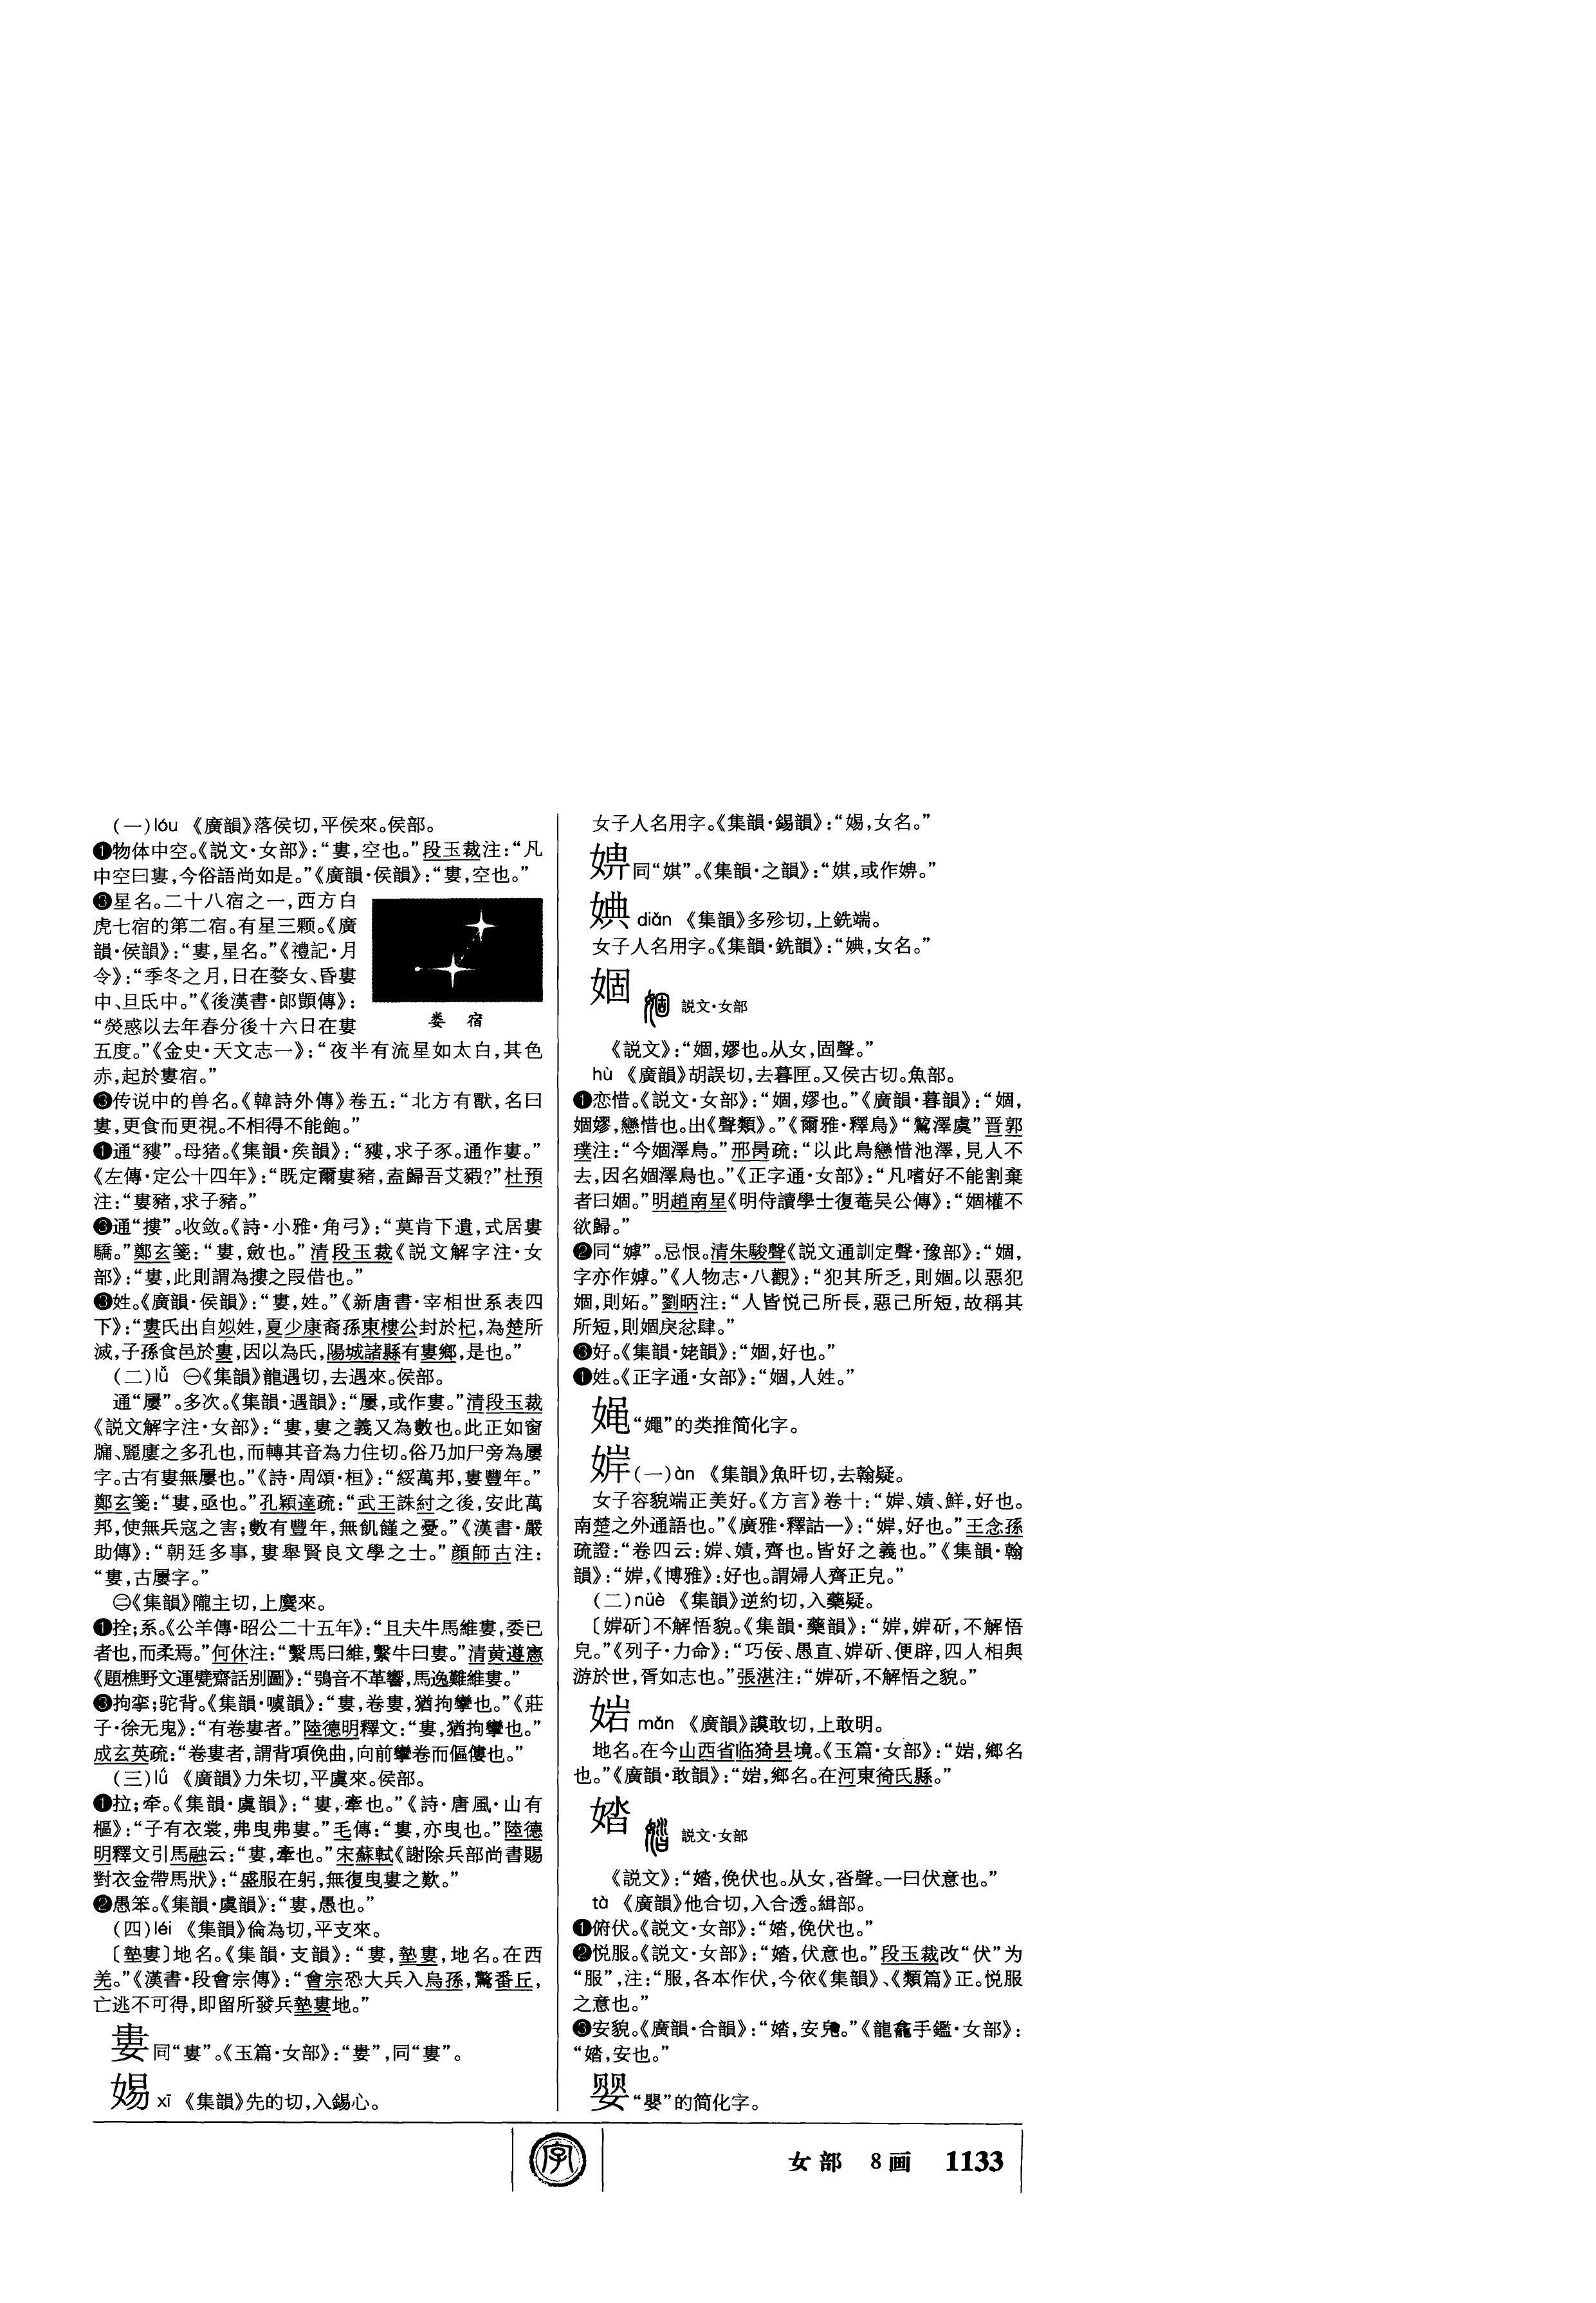 (一)lóu 《廣韻》落侯切,平侯來。侯部。
❶物体中空。《説文·女部》:“婁,空也。”段玉裁注:“凡
中空曰婁,今俗語尚如是。”《廣韻·侯韻》:“婁,空也。”
❸星名。二十八宿之一,西方白
虎七宿的第二宿。有星三颗。《廣
韻·侯韻》:“婁,星名。”《禮記·月
令》:“季冬之月,日在婺女、昏婁
中、旦氐中。”《後漢書·郎顗傳》:
“熒惑以去年春分後十六日在婁
娄 宿
五度。”《金史·天文志一》:“夜半有流星如太白,其色
赤,起於婁宿。”
❸传说中的兽名。《韓詩外傳》卷五:“北方有獸,名曰
婁,更食而更視。不相得不能飽。”
❶通“㺏”。母猪。《集韻·矦韻》:“㺏,求子豕。通作婁。”
《左傳·定公十四年》:“既定爾婁豬,盍歸吾艾豭?”杜預
注:“婁豬,求子豬。”
❸通“摟”。收敛。《詩·小雅·角弓》:“莫肯下遺,式居婁
驕。”鄭玄箋:“婁,斂也。”清段玉裁《説文解字注·女
部》:“婁,此則謂為摟之叚借也。”
❸姓。《廣韻·侯韻》:“婁,姓。”《新唐書·宰相世系表四
下》:“婁氏出自姒姓,夏少康裔孫東樓公封於杞,為楚所
滅,子孫食邑於婁,因以為氏,陽城諸縣有婁鄉,是也。”
(二)lǚ ㊀《集韻》龍遇切,去遇來。侯部。
通“屢”。多次。《集韻·遇韻》:“屢,或作婁。”清段玉裁
《説文解字注·女部》:“婁,婁之義又為數也。此正如窗
牖、麗廔之多孔也,而轉其音為力住切。俗乃加尸旁為屢
字。古有婁無屢也。”《詩·周頌·桓》:“綏萬邦,婁豐年。”
鄭玄箋:“婁,亟也。”孔穎達疏:“武王誅紂之後,安此萬
邦,使無兵寇之害;數有豐年,無飢饉之憂。”《漢書·嚴
助傳》:“朝廷多事,婁舉賢良文學之士。”顔師古注:
“婁,古屢字。”
㊁《集韻》隴主切,上麌來。
❶拴;系。《公羊傳·昭公二十五年》:“且夫牛馬維婁,委已
者也,而柔焉。”何休注:“繫馬曰維,繫牛曰婁。”清黄遵憲
《題樵野文運甓齋話别圖》:“鴞音不革響,馬逸難維婁。”
❸拘挛;驼背。《集韻·噳韻》:“婁,卷婁,猶拘攣也。”《莊
子·徐无鬼》:“有卷婁者。”陸德明釋文:“婁,猶拘攣也。”
成玄英疏:“卷婁者,謂背項俛曲,向前攣卷而傴僂也。”
(三)lǘ 《廣韻》力朱切,平虞來。侯部。
❶拉;牵。《集韻·虞韻》:“婁,牽也。”《詩·唐風·山有
樞》:“子有衣裳,弗曳弗婁。”毛傳:“婁,亦曳也。”陸德
明釋文引馬融云:“婁,牽也。”宋蘇軾《謝除兵部尚書賜
對衣金帶馬狀》:“盛服在躬,無復曳婁之歎。”
❷愚笨。《集韻·虞韻》:“婁,愚也。”
(四)léi 《集韻》倫為切,平支來。
〔墊婁〕地名。《集韻·支韻》:“婁,墊婁,地名。在西
羌。”《漢書·段會宗傳》:“會宗恐大兵入烏孫,驚番丘,
亡逃不可得,即留所發兵墊婁地。”
同“婁”。《玉篇·女部》:“ ”,同“婁”。
婸 xī 《集韻》先的切,入錫心。
女子人名用字。《集韻·錫韻》:“ ,女名。”
同“娸”。《集韻·之韻》:“娸,或作 。”
婰 diǎn 《集韻》多殄切,上銑端。
女子人名用字。《集韻·銑韻》:“婰,女名。”
婟 説文·女部
《説文》:“婟,嫪也。从女,固聲。”
hù 《廣韻》胡誤切,去暮匣。又侯古切。魚部。
❶恋惜。《説文·女部》:“婟,嫪也。”《廣韻·暮韻》:“婟,
婟嫪,戀惜也。出《聲類》。”《爾雅·釋鳥》“鶭澤虞”晋郭
璞注:“今婟澤鳥。”邢昺疏:“以此鳥戀惜池澤,見人不
去,因名婟澤鳥也。”《正字通·女部》:“凡嗜好不能割棄
者曰婟。”明趙南星《明侍讀學士復菴吴公傳》:“婟權不
欲歸。”
❷同“嫭”。忌恨。清朱駿聲《説文通訓定聲·豫部》:“婟,
字亦作嫭。”《人物志·八觀》:“犯其所乏,則婟。以惡犯
婟,則妬。”劉昞注:“人皆悦己所長,惡己所短,故稱其
所短,則婟戾忿肆。”
❸好。《集韻·姥韻》:“婟,好也。”
❶姓。《正字通·女部》:“婟,人姓。”
“ ”的类推简化字。
婩(一)àn 《集韻》魚旰切,去翰疑。
女子容貌端正美好。《方言》卷十:“婩、嫧、鮮,好也。
南楚之外通語也。”《廣雅·釋詁一》:“婩,好也。”王念孫
疏證:“卷四云:婩、嫧,齊也。皆好之義也。”《集韻·翰
韻》:“婩,《博雅》:好也。謂婦人齊正皃。”
(二)nüè 《集韻》逆約切,入藥疑。
〔婩斫〕不解悟貌。《集韻·藥韻》:“婩,婩斫,不解悟
皃。”《列子·力命》:“巧佞、愚直、婩斫、便辟,四人相與
游於世,胥如志也。”張湛注:“婩斫,不解悟之貌。”
㛧 mǎn 《廣韻》謨敢切,上敢明。
地名。在今山西省临猗县境。《玉篇·女部》:“㛧,鄉名
也。”《廣韻·敢韻》:“㛧,鄉名。在河東猗氏縣。”
㛥 説文·女部
《説文》:“㛥,俛伏也。从女,沓聲。一曰伏意也。”
tà 《廣韻》他合切,入合透。緝部。
❶俯伏。《説文·女部》:“㛥,俛伏也。”
❷悦服。《説文·女部》:“㛥,伏意也。”段玉裁改“伏”为
“服”,注:“服,各本作伏,今依《集韻》、《類篇》正。悦服
之意也。”
❸安貌。《廣韻·合韻》:“㛥,安皃。”《龍龕手鑑·女部》:
“㛥,安也。”
婴 “嬰”的简化字。
字
女部 8画 1133